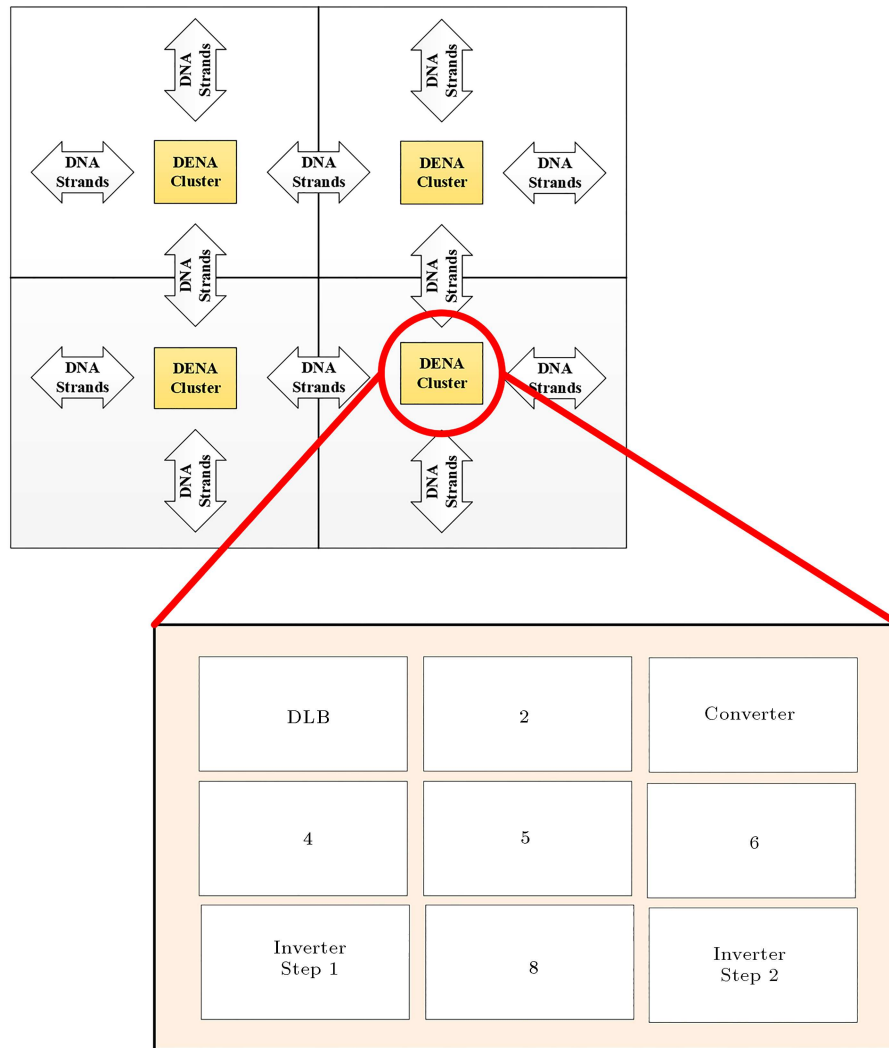 DNA
Strands
DNA
Strands
DNA
Strands
DENA
Cluster
DNA
Strands
DENA
Cluster
DNA
Strands
DNA
Strands
DNA
Strands
DNA
Strands
DENA
Cluster
DNA
Strands
DENA
Cluster
DNA
Strands
DNA
Strands
DNA
Strands
DLB
2
Converter
4
5
6
Inverter
Step 1
8
Inverter
Step 2